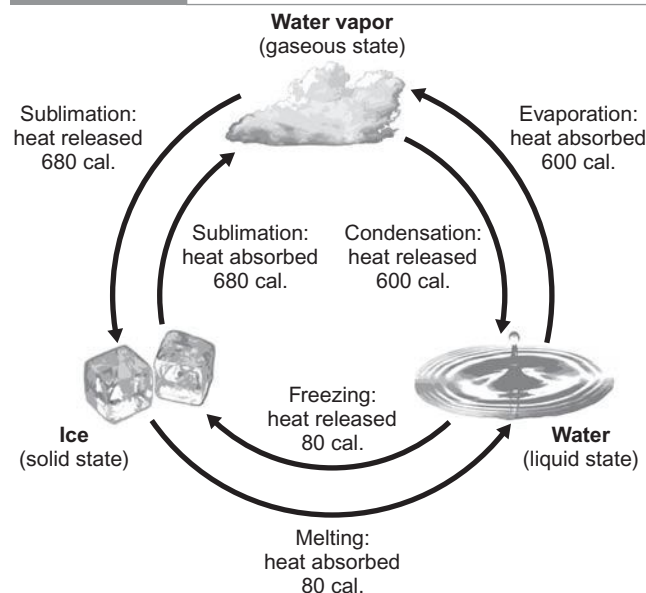 Water vapor
(gaseous state)
Sublimation:
heat released
680 cal.
Evaporation:
heat absorbed
600 cal.
Sublimation:
heat absorbed
680 cal.
Condensation:
heat released
600 cal.
Freezing:
heat released
80 cal.
Ice
(solid state)
Water
(liquid state)
Melting:
heat absorbed
80 cal.